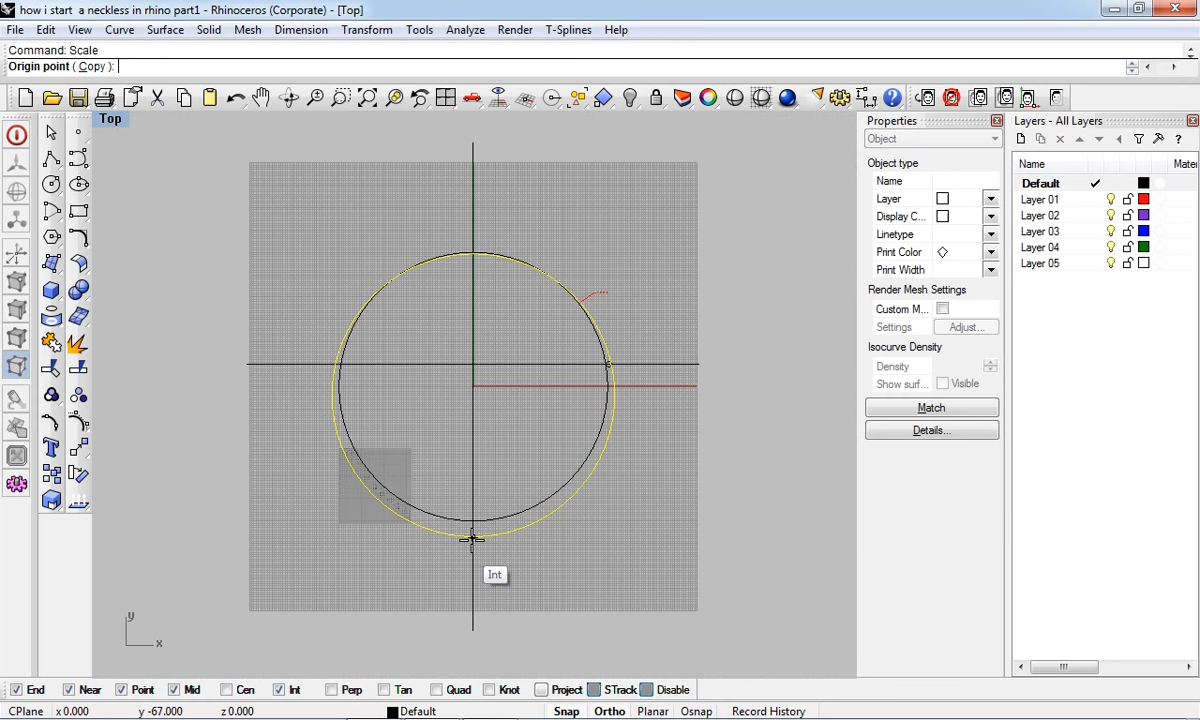 how i start a neckless in rhino part1 - Rhinoceros (Corporate) - [Top]
File Edit View Curve Surface Solid Mesh Dimension Transform Tools Analyze Render T-Splines Help
Command: Scale
Origin point ( Copy ):
Top
Properties
Object
Object type
Name
Layer
Display C...
Linetype
Print Color
Print Width
Render Mesh Settings
Custom M...
Settings Adjust...
Isocurve Density
Density
Show surf... Visible
Match
Details...
Layers - All Layers
Name Mater
Default
Layer 01
Layer 02
Layer 03
Layer 04
Layer 05
Int
y
x
End Near Point Mid Cen Int Perp Tan Quad Knot Project STrack Disable
CPlane x 0.000 y -67.000 z 0.000 Default Snap Ortho Planar Osnap Record History